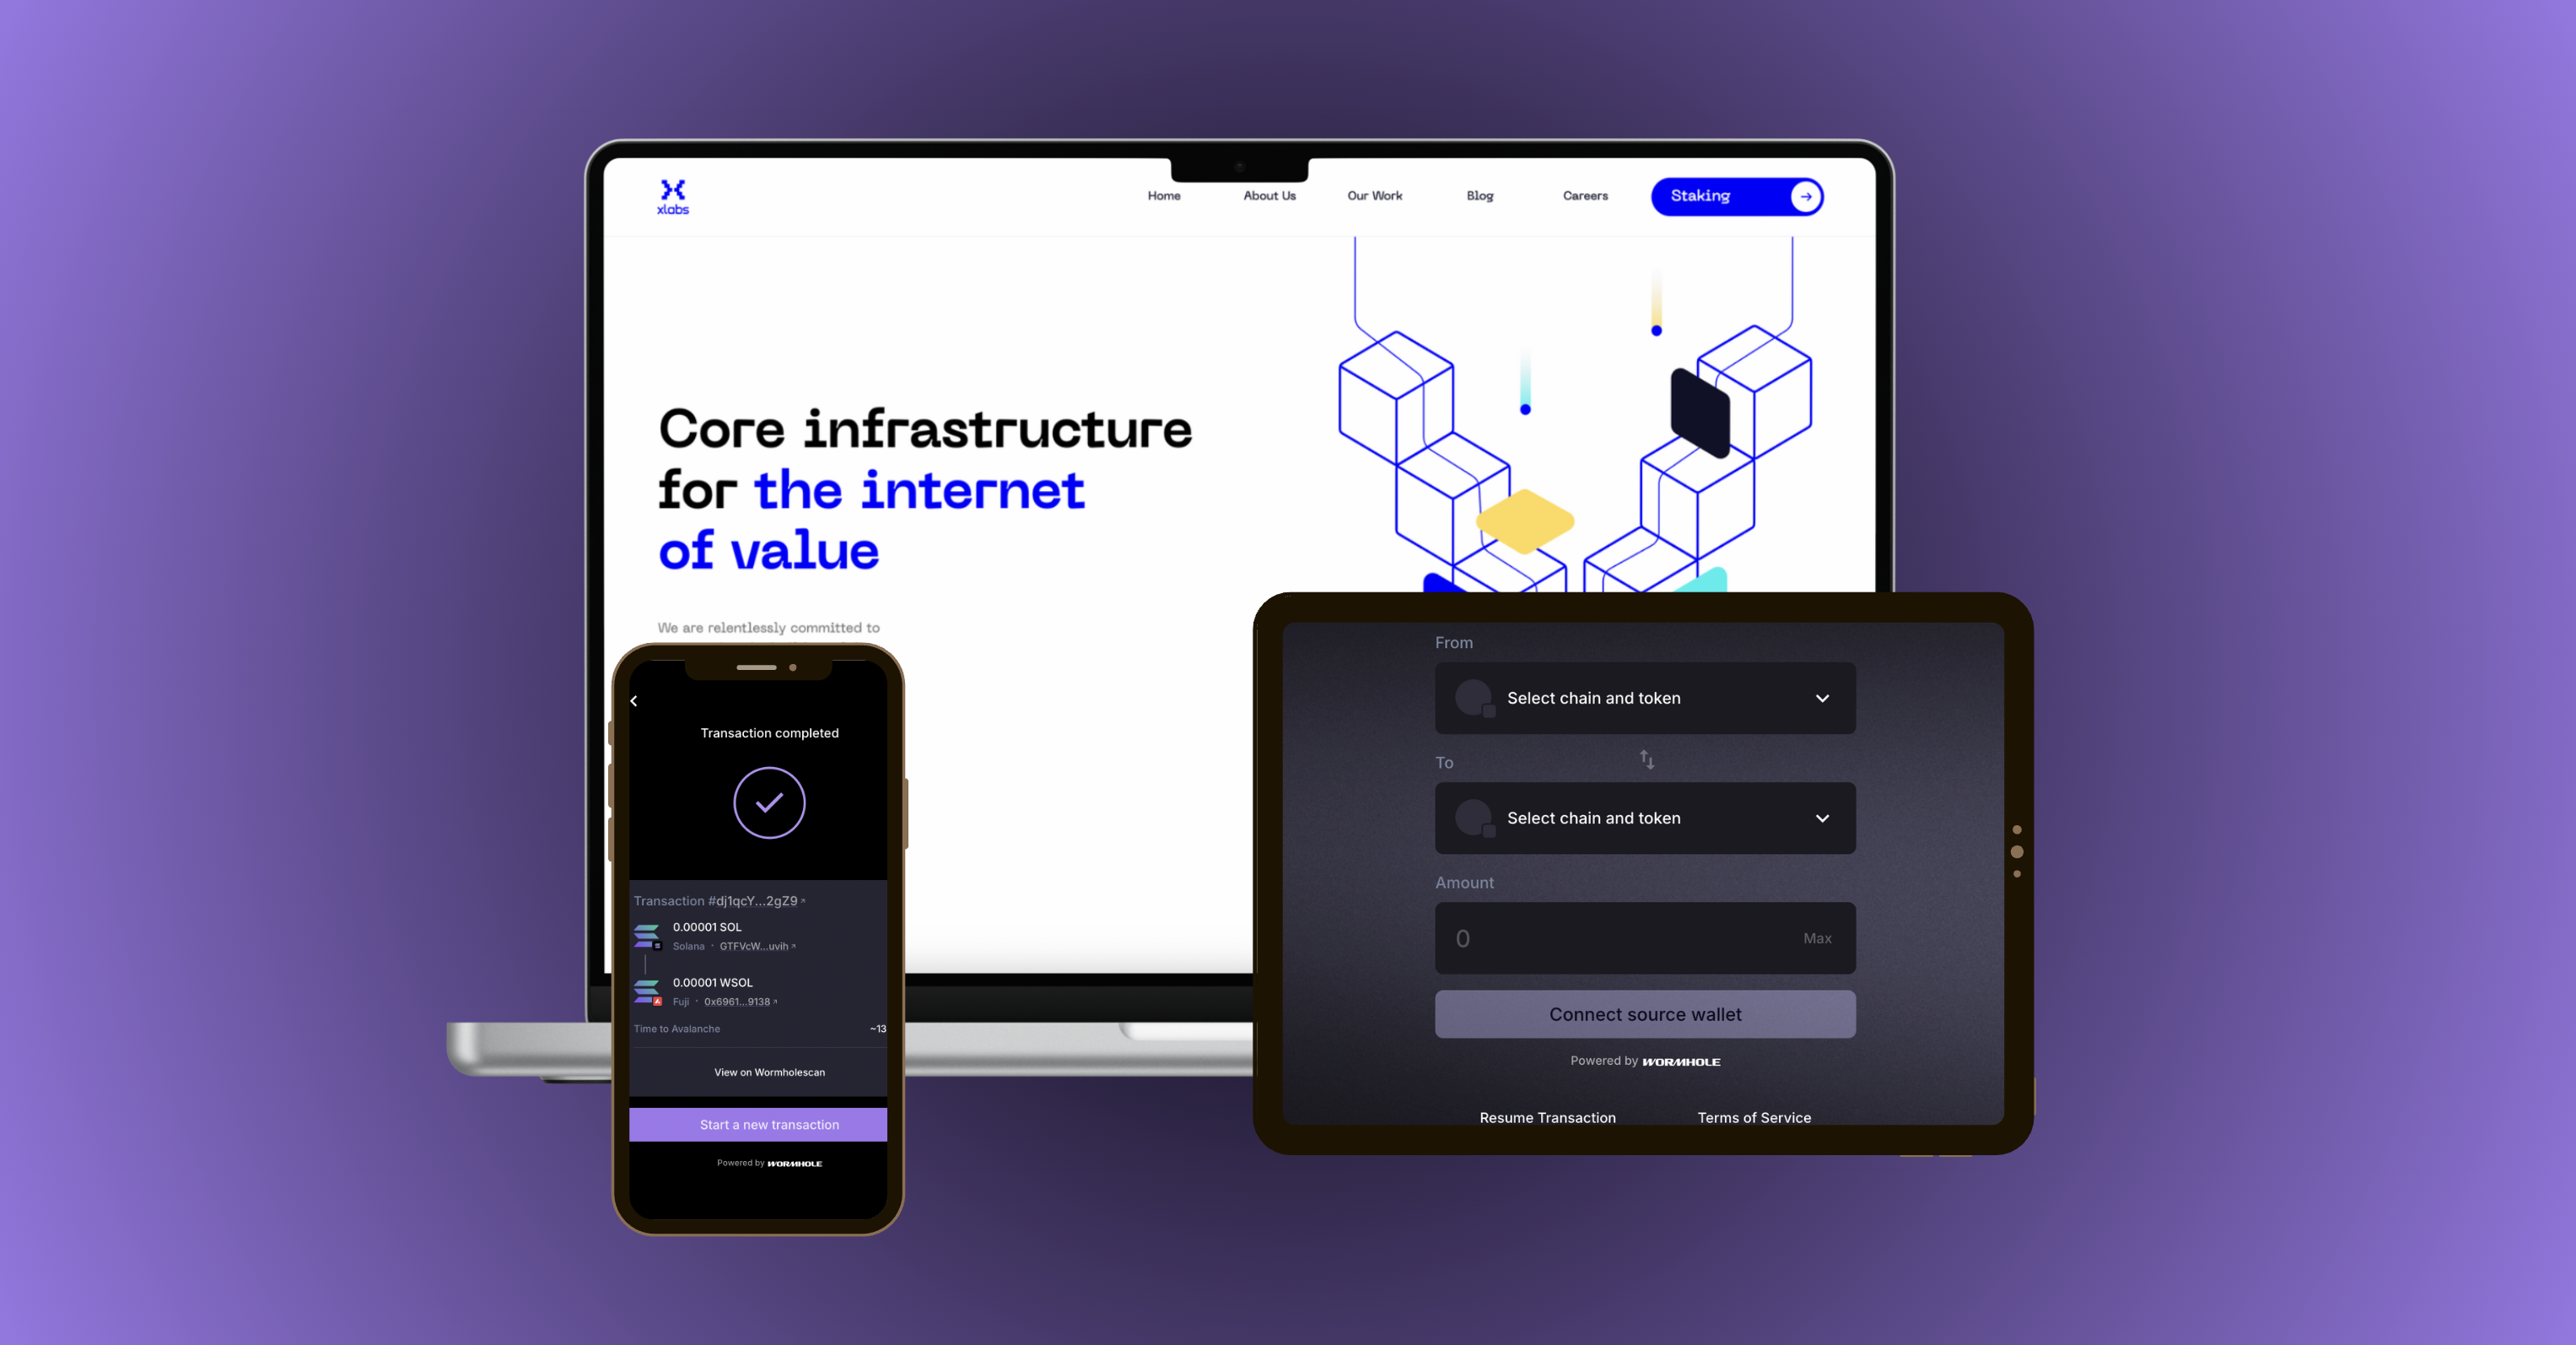 xlabs
Home About Us Our Work Blog Careers Staking
Core infrastructure
for the internet
of value
We are relentlessly committed to
Transaction completed
Transaction #dj1qcY...2gZ9
0.00001 SOL
Solana · GTFVcW...uvih
0.00001 WSOL
Fuji · 0x6961...9138
Time to Avalanche ~13
View on Wormholescan
Start a new transaction
Powered by WORMHOLE
From
Select chain and token
To
Select chain and token
Amount
0 Max
Connect source wallet
Powered by WORMHOLE
Resume Transaction Terms of Service